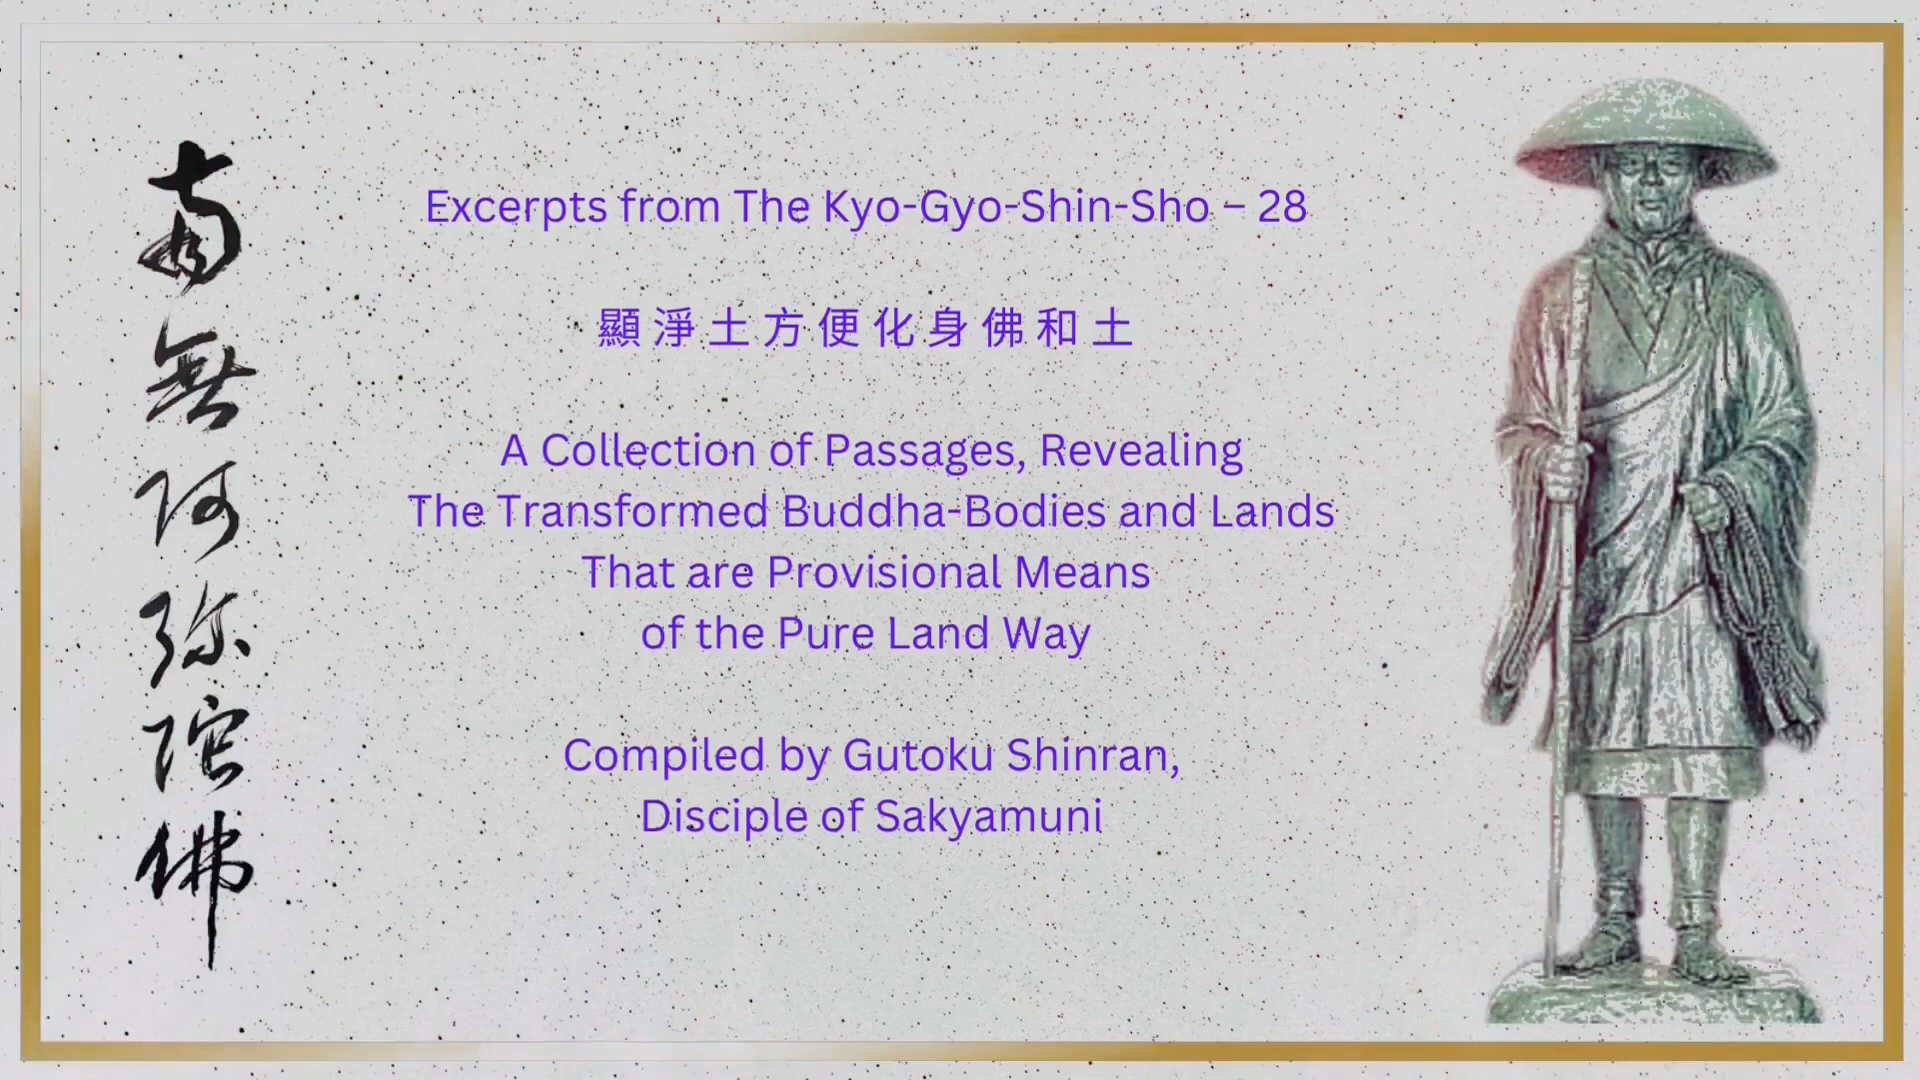 南無阿弥陀佛
Excerpts from The Kyo-Gyo-Shin-Sho – 28
顯淨土方便化身佛和土
A Collection of Passages, Revealing
The Transformed Buddha-Bodies and Lands
That are Provisional Means
of the Pure Land Way
Compiled by Gutoku Shinran,
Disciple of Sakyamuni